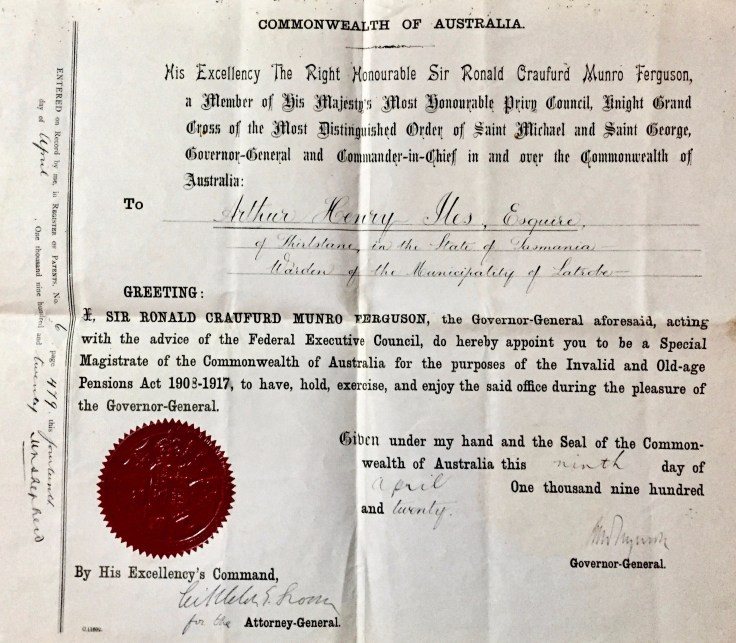 COMMONWEALTH OF AUSTRALIA.
His Excellency The Right Honourable Sir Ronald Craufurd Munro Ferguson,
a Member of His Majesty's Most Honourable Privy Council, Knight Grand
Cross of the Most Distinguished Order of Saint Michael and Saint George,
Governor-General and Commander-in-Chief in and over the Commonwealth of
Australia:
To Arthur Henry Iles, Esquire,
of Thirlstane, in the State of Tasmania
Warden of the Municipality of Latrobe
GREETING:
I, SIR RONALD CRAUFURD MUNRO FERGUSON, the Governor-General aforesaid, acting
with the advice of the Federal Executive Council, do hereby appoint you to be a Special
Magistrate of the Commonwealth of Australia for the purposes of the Invalid and Old-age
Pensions Act 1908-1917, to have, hold, exercise, and enjoy the said office during the pleasure of
the Governor-General.
Given under my hand and the Seal of the Common-
wealth of Australia this ninth day of
April One thousand nine hundred
and twenty.
Governor-General.
By His Excellency's Command,
for the Attorney-General.
ENTERED on Record by me, in REGISTER OF PATENTS, No. 6 page 479 this fourteenth
day of April , One thousand nine hundred and twenty